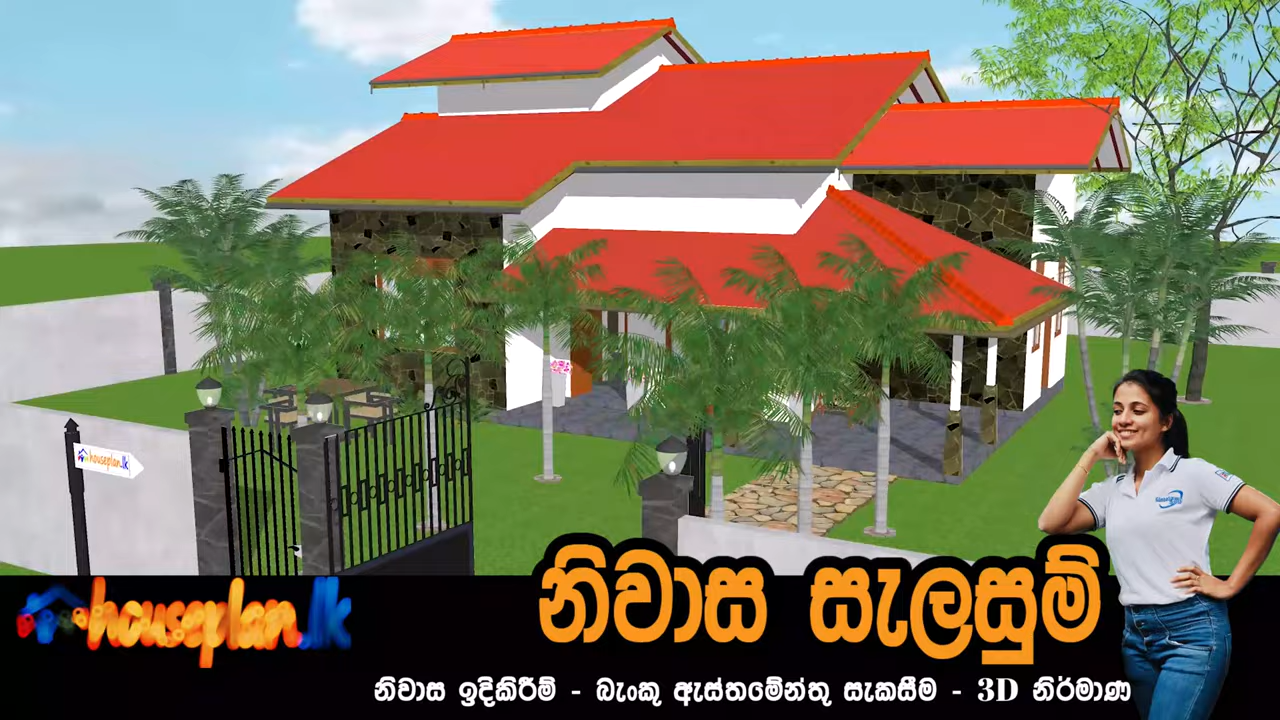 houseplan.lk
houseplan.lk
නිවාස සැලසුම්
නිවාස ඉදිකිරීම් - බැංකු ඇස්තමේන්තු සැකසීම - 3D නිර්මාණ